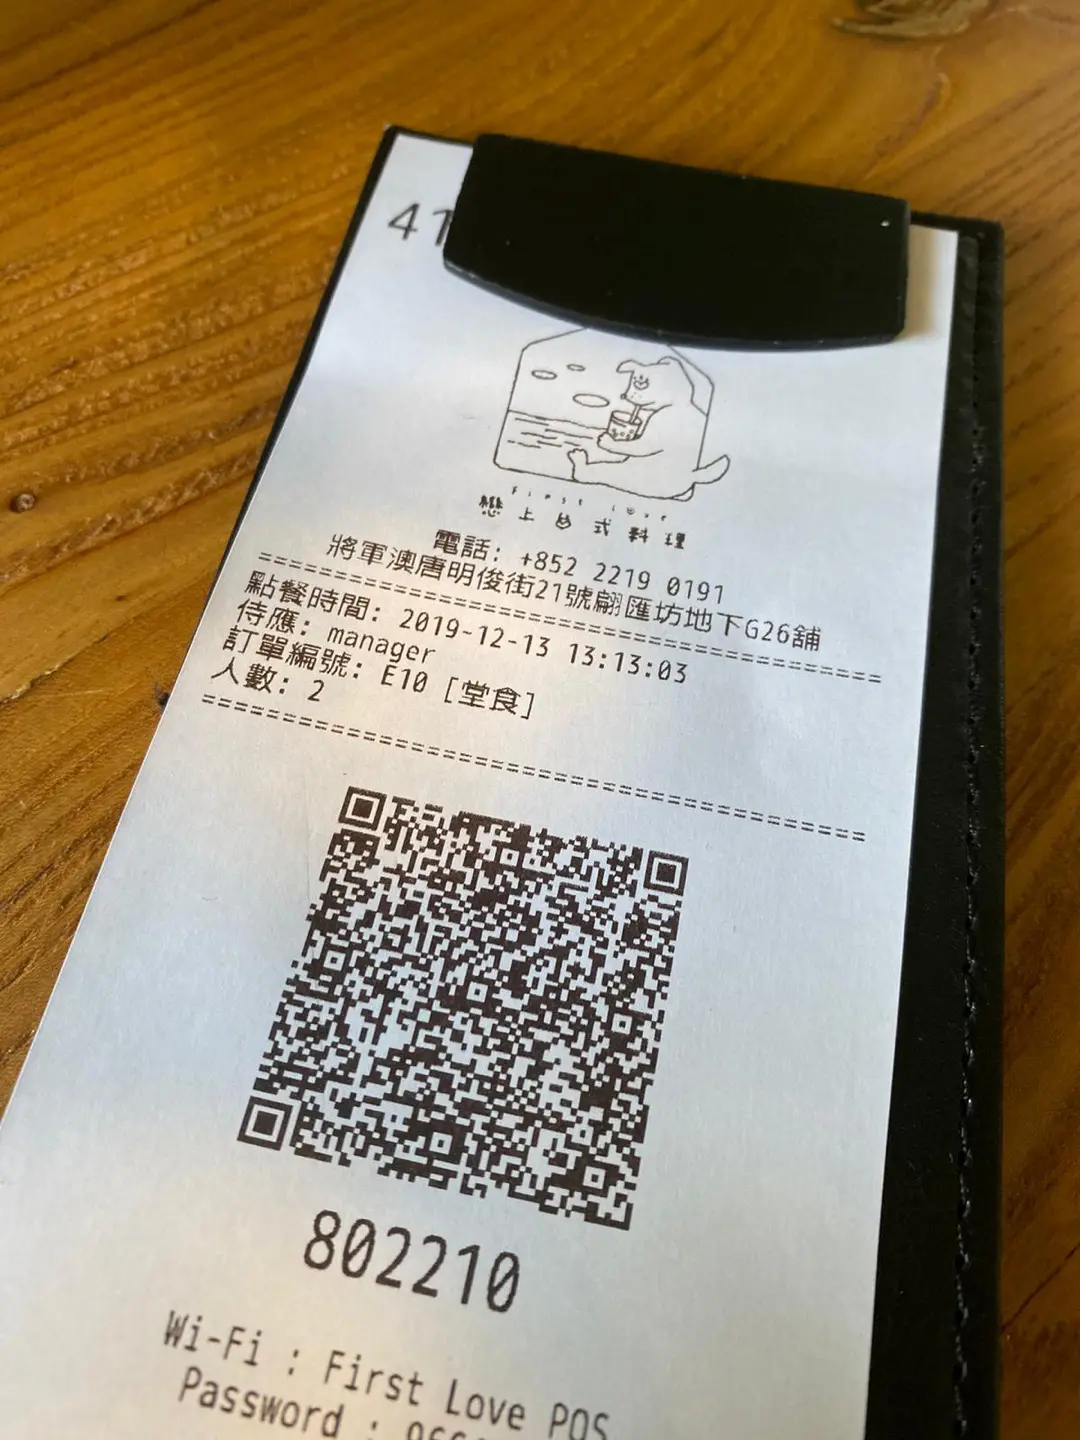 41
First Love
戀上台式料理
電話: +852 2219 0191
將軍澳唐明俊街21號翩匯坊地下G26舖
點餐時間: 2019-12-13 13:13:03
侍應: manager
訂單編號: E10 [堂食]
人數: 2
802210
Wi-Fi : First Love POS
Password :